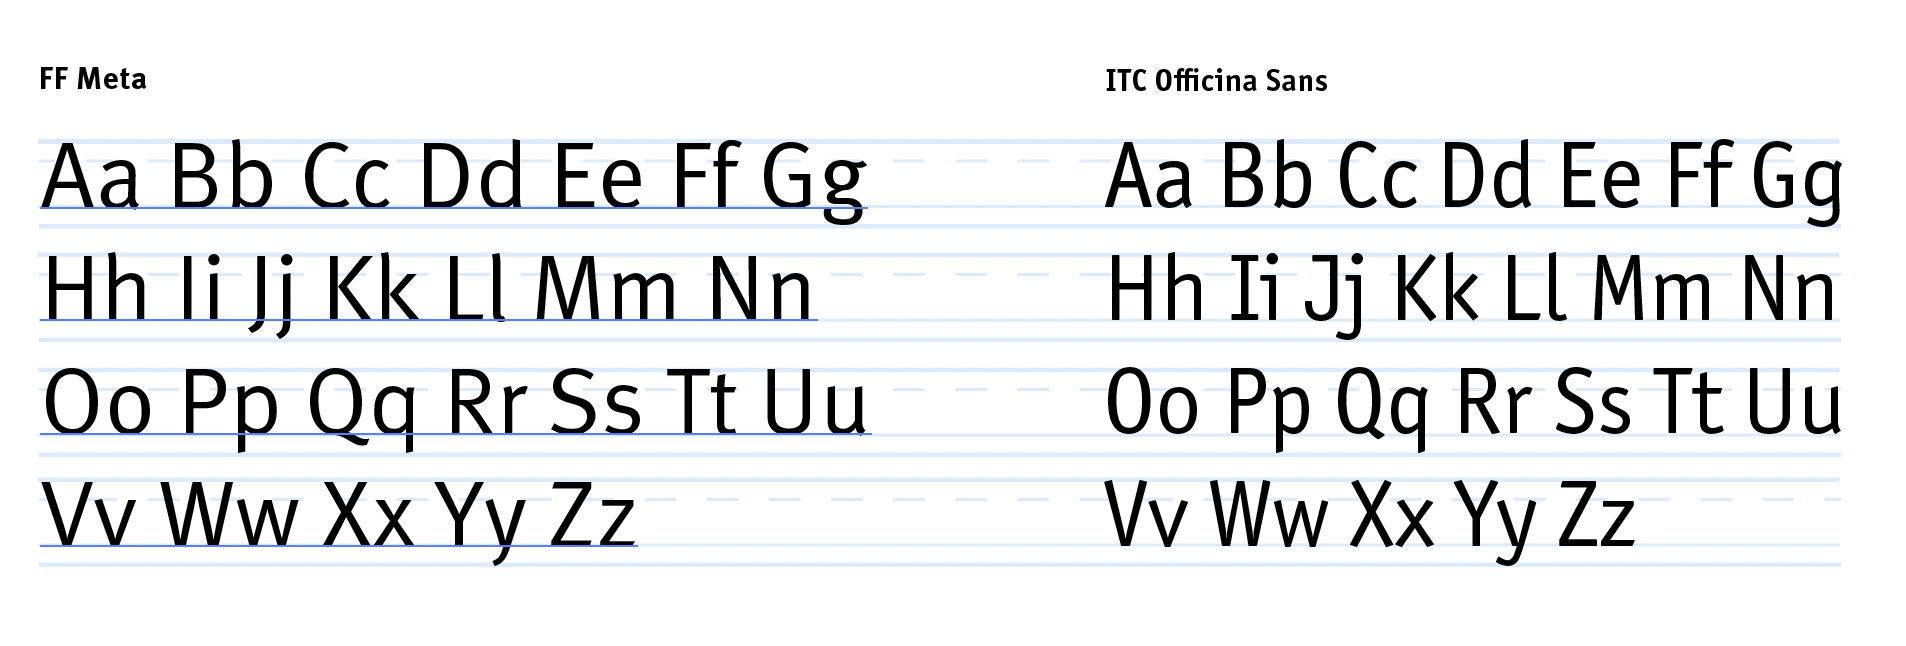 FF Meta
Aa Bb Cc Dd Ee Ff Gg
Hh Ii Jj Kk Ll Mm Nn
Oo Pp Qq Rr Ss Tt Uu
Vv Ww Xx Yy Zz
ITC Officina Sans
Aa Bb Cc Dd Ee Ff Gg
Hh Ii Jj Kk Ll Mm Nn
Oo Pp Qq Rr Ss Tt Uu
Vv Ww Xx Yy Zz